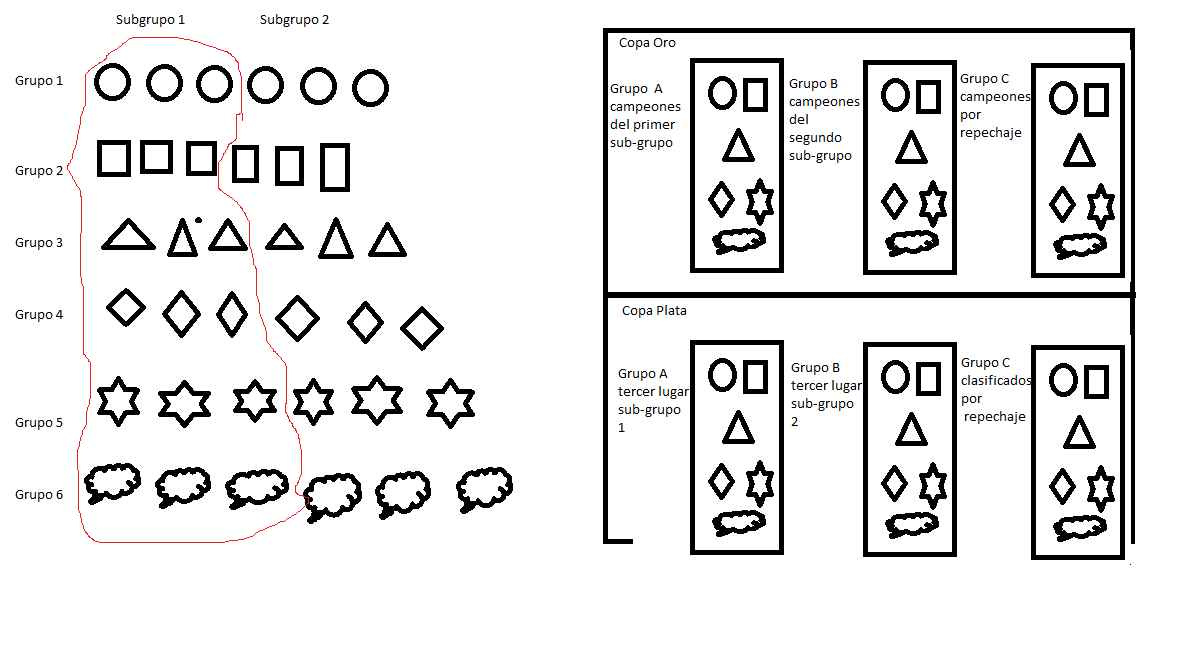 Subgrupo 1
Subgrupo 2
Grupo 1
Grupo 2
Grupo 3
Grupo 4
Grupo 5
Grupo 6
Copa Oro
Grupo A
campeones
del primer
sub-grupo
Grupo B
campeones
del
segundo
sub-grupo
Grupo C
campeones
por
repechaje
Copa Plata
Grupo A
tercer lugar
sub-grupo
1
Grupo B
tercer lugar
sub-grupo
2
Grupo C
clasificados
por
repechaje